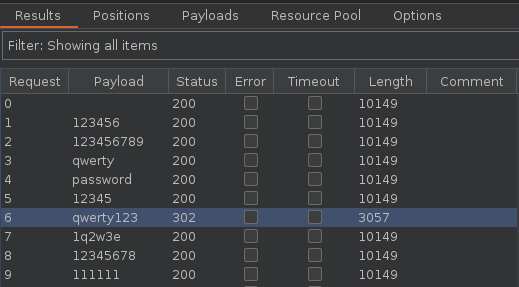 Results Positions Payloads Resource Pool Options
Filter: Showing all items
Request Payload Status Error Timeout Length Comment
0 200 10149
1 123456 200 10149
2 123456789 200 10149
3 qwerty 200 10149
4 password 200 10149
5 12345 200 10149
6 qwerty123 302 3057
7 1q2w3e 200 10149
8 12345678 200 10149
9 111111 200 10149